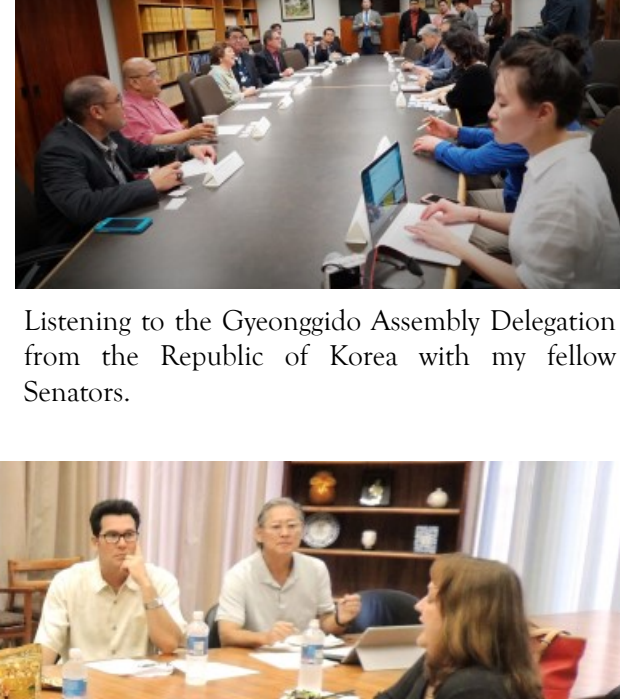 Listening to the Gyeonggido Assembly Delegation
from the Republic of Korea with my fellow
Senators.